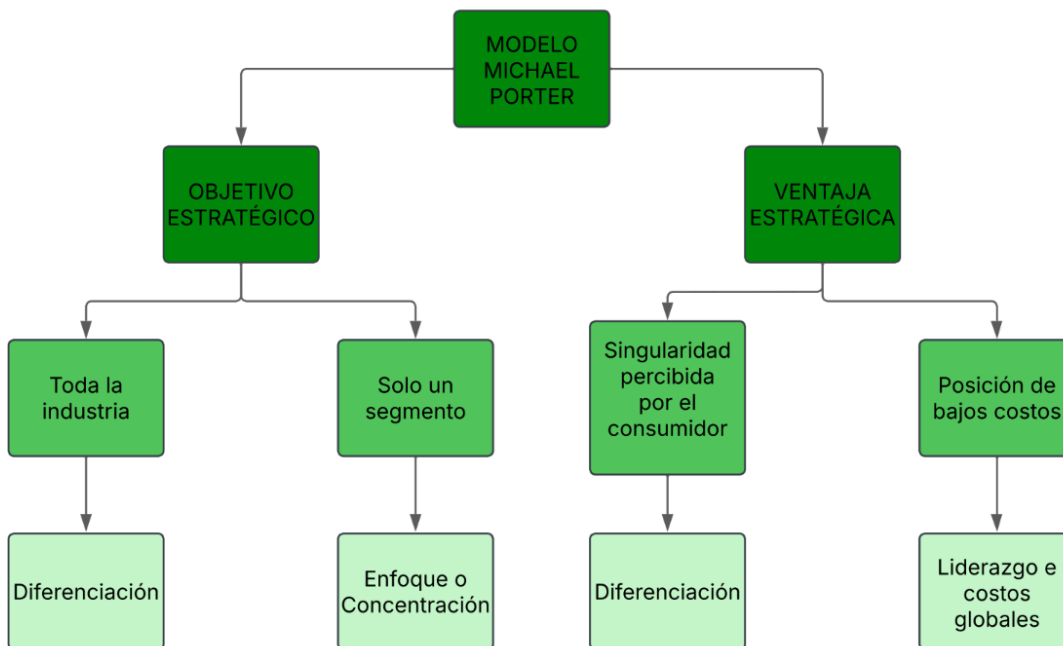 MODELO
MICHAEL
PORTER
OBJETIVO
ESTRATÉGICO
VENTAJA
ESTRATÉGICA
Toda la
industria
Solo un
segmento
Singularidad
percibida
por el
consumidor
Posición de
bajos costos
Diferenciación
Enfoque o
Concentración
Diferenciación
Liderazgo e
costos
globales